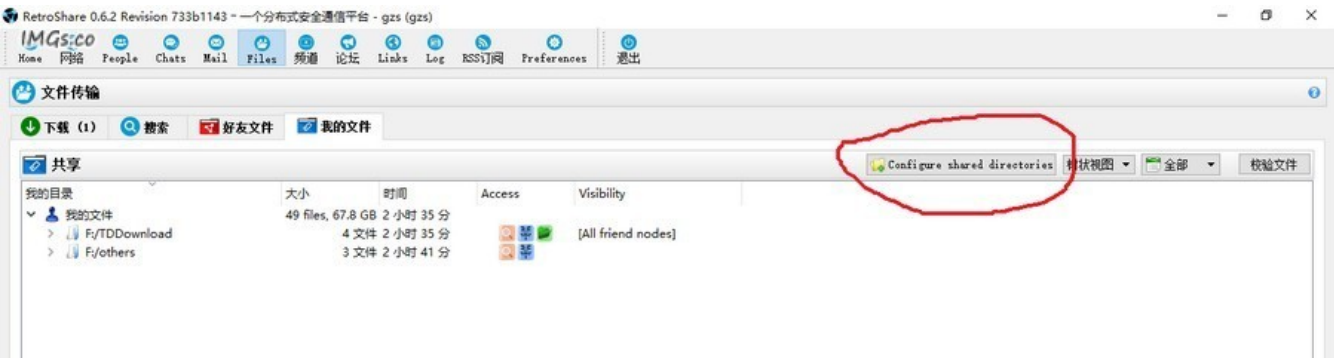 RetroShare 0.6.2 Revision 733b1143 - 一个分布式安全通信平台 - gzs (gzs)
IMGs.co
Home 网络 People Chats Mail Files 频道 论坛 Links Log RSS订阅 Preferences 退出
文件传输
下载 (1) 搜索 好友文件 我的文件
共享 Configure shared directories 树状视图 全部 校验文件
我的目录 大小 时间 Access Visibility
我的文件 49 files, 67.8 GB 2 小时 35 分
F:/TDDownload 4 文件 2 小时 35 分 [All friend nodes]
F:/others 3 文件 2 小时 41 分